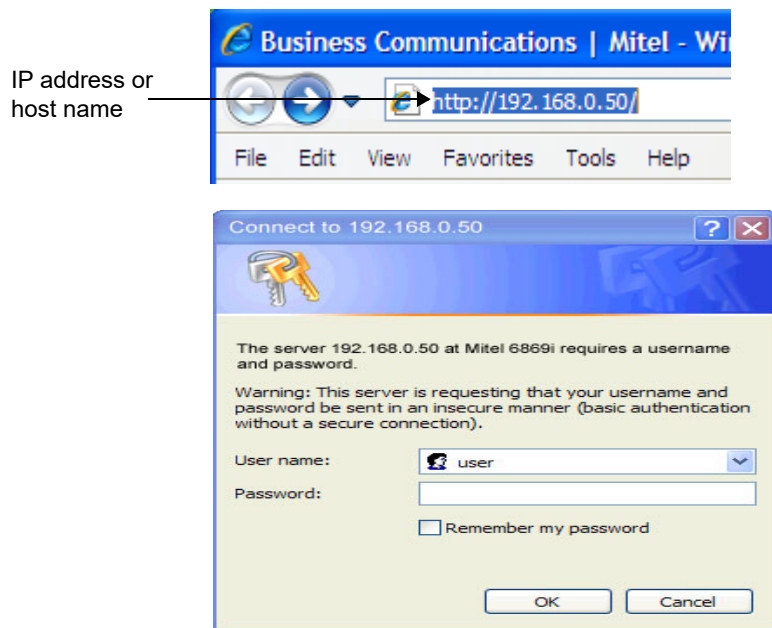 Business Communications | Mitel - Wi
IP address or
host name
http://192.168.0.50/
File Edit View Favorites Tools Help
Connect to 192.168.0.50
The server 192.168.0.50 at Mitel 6869i requires a username
and password.
Warning: This server is requesting that your username and
password be sent in an insecure manner (basic authentication
without a secure connection).
User name: user
Password:
Remember my password
OK Cancel